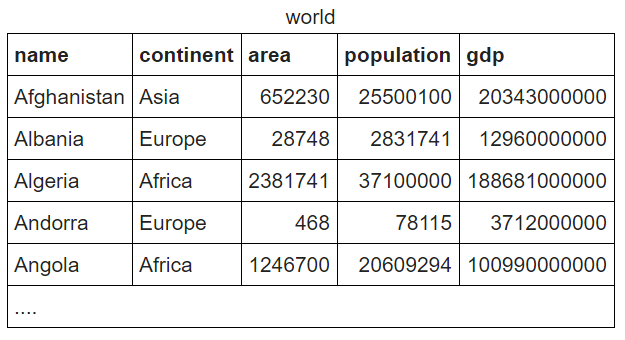 world
name continent area population gdp
Afghanistan Asia 652230 25500100 20343000000
Albania Europe 28748 2831741 12960000000
Algeria Africa 2381741 37100000 188681000000
Andorra Europe 468 78115 3712000000
Angola Africa 1246700 20609294 100990000000
....